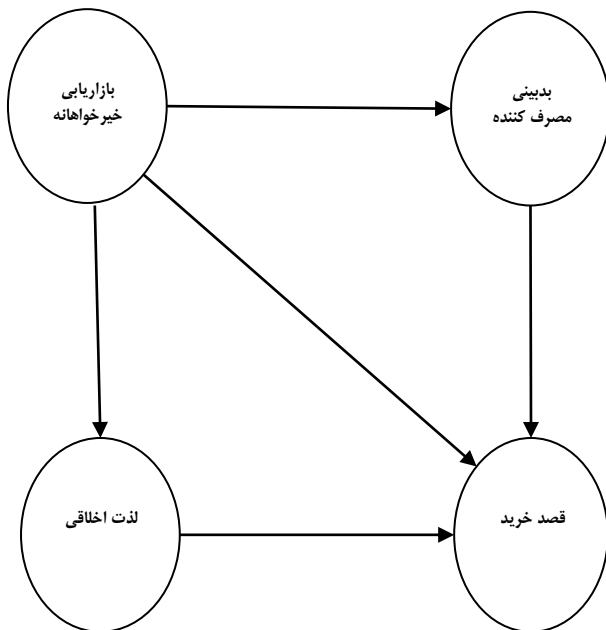 بازاریابی
خیرخواهانه
بدبینی
مصرف کننده
لذت اخلاقی
قصد خرید